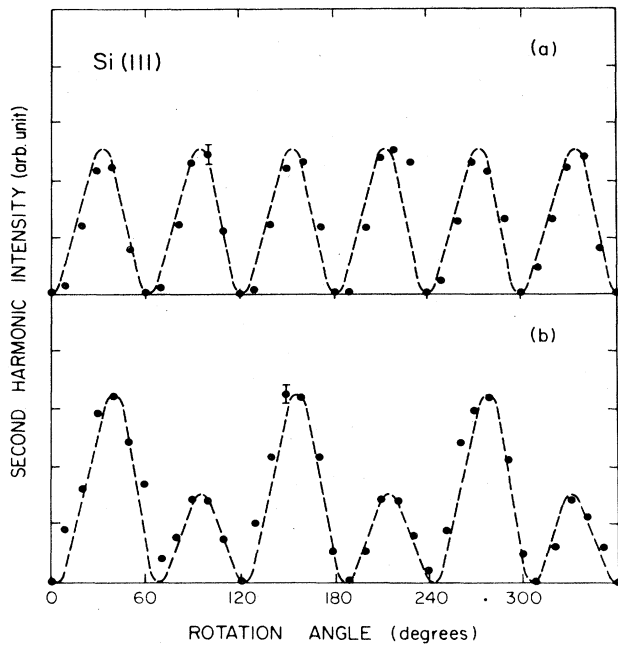 Si (III)
(a)
(b)
SECOND HARMONIC INTENSITY (arb. unit)
0 60 120 180 240 300
ROTATION ANGLE (degrees)